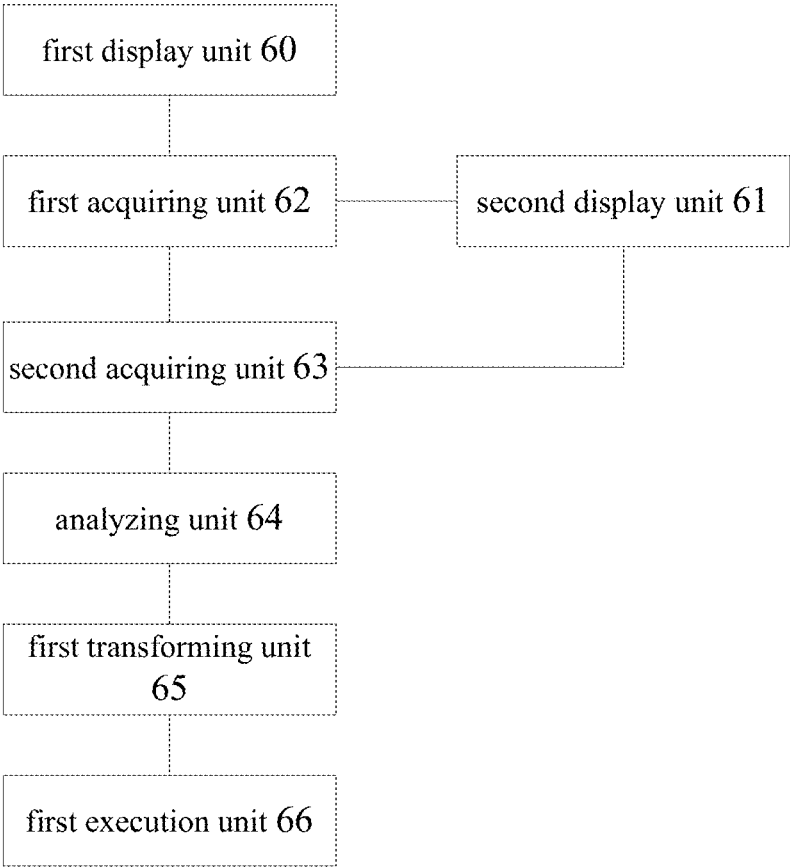 first display unit 60
first acquiring unit 62
second display unit 61
second acquiring unit 63
analyzing unit 64
first transforming unit
65
first execution unit 66